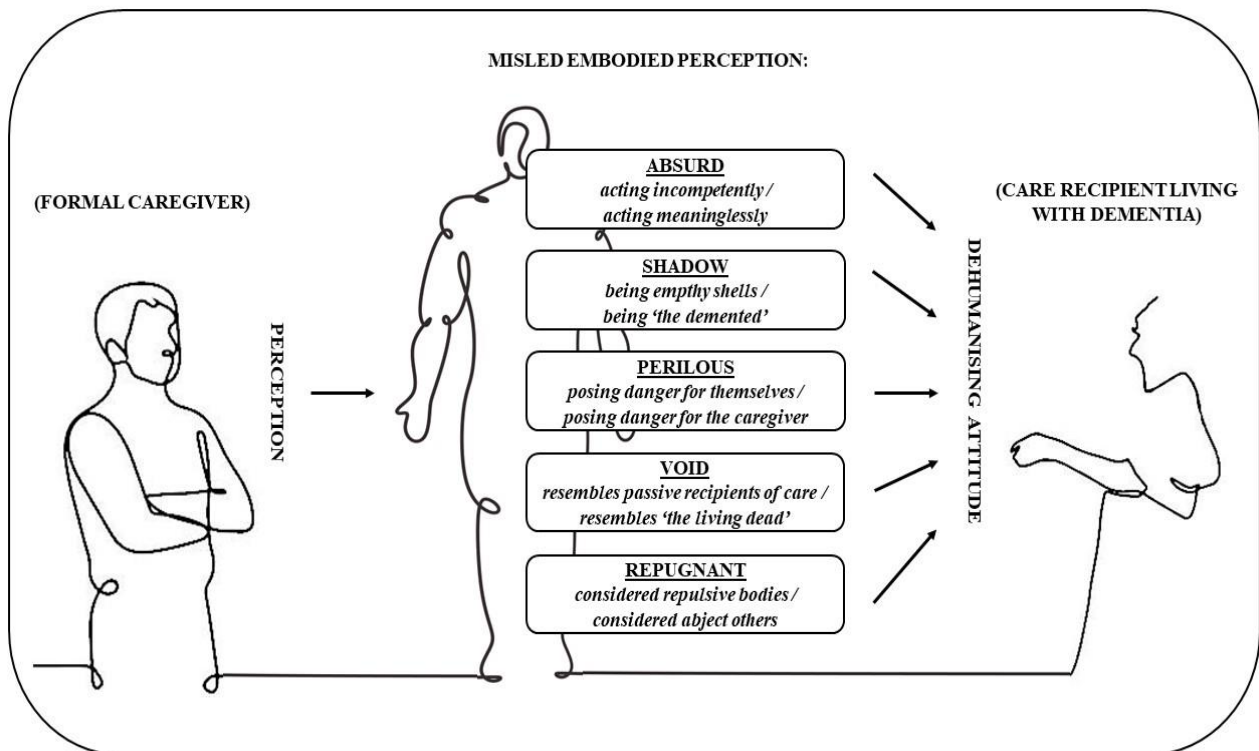 MISLED EMBODIED PERCEPTION:
(FORMAL CAREGIVER)
PERCEPTION
ABSURD
acting incompetently /
acting meaninglessly
SHADOW
being empthy shells /
being ‘the demented’
PERILOUS
posing danger for themselves /
posing danger for the caregiver
VOID
resembles passive recipients of care /
resembles ‘the living dead’
REPUGNANT
considered repulsive bodies /
considered abject others
DEHUMANISING ATTITUDE
(CARE RECIPIENT LIVING
WITH DEMENTIA)